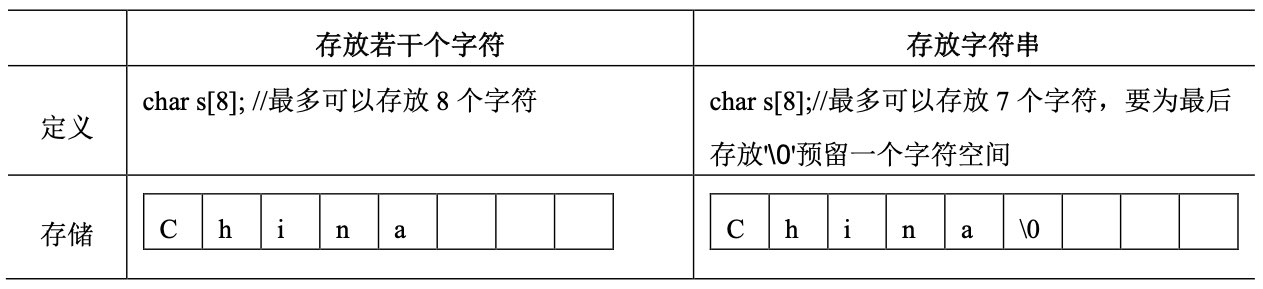 存放若干个字符
存放字符串
定义
char s[8]; //最多可以存放 8 个字符
char s[8];//最多可以存放 7 个字符，要为最后
存放'\0'预留一个字符空间
存储
C h i n a
C h i n a \0